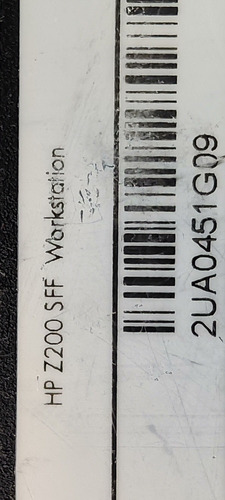 HP Z200 SFF Workstation
2UA0451G09